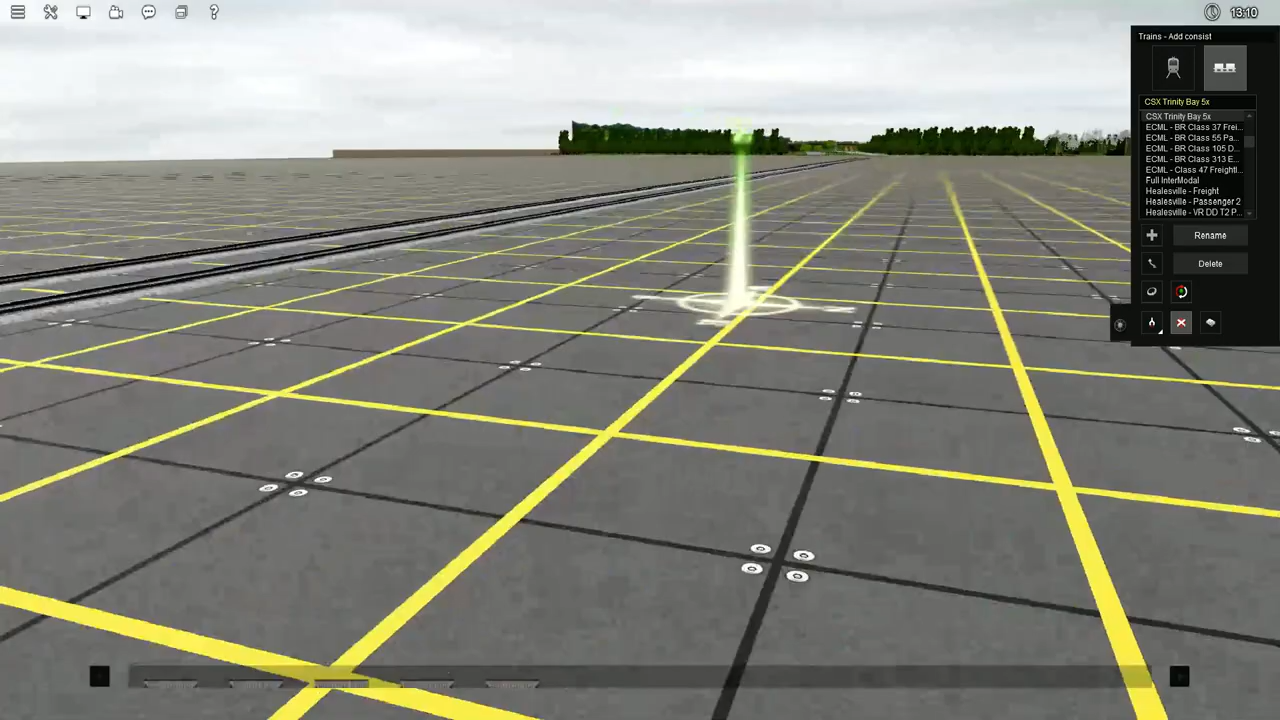 13:10
Trains - Add consist
CSX Trinity Bay 5x
CSX Trinity Bay 5x
ECML - BR Class 37 Frei...
ECML - BR Class 55 Pa...
ECML - BR Class 105 D...
ECML - BR Class 313 E...
ECML - Class 47 Freightl...
Full InterModal
Healesville - Freight
Healesville - Passenger 2
Healesville - VR DD T2 P...
Rename
Delete